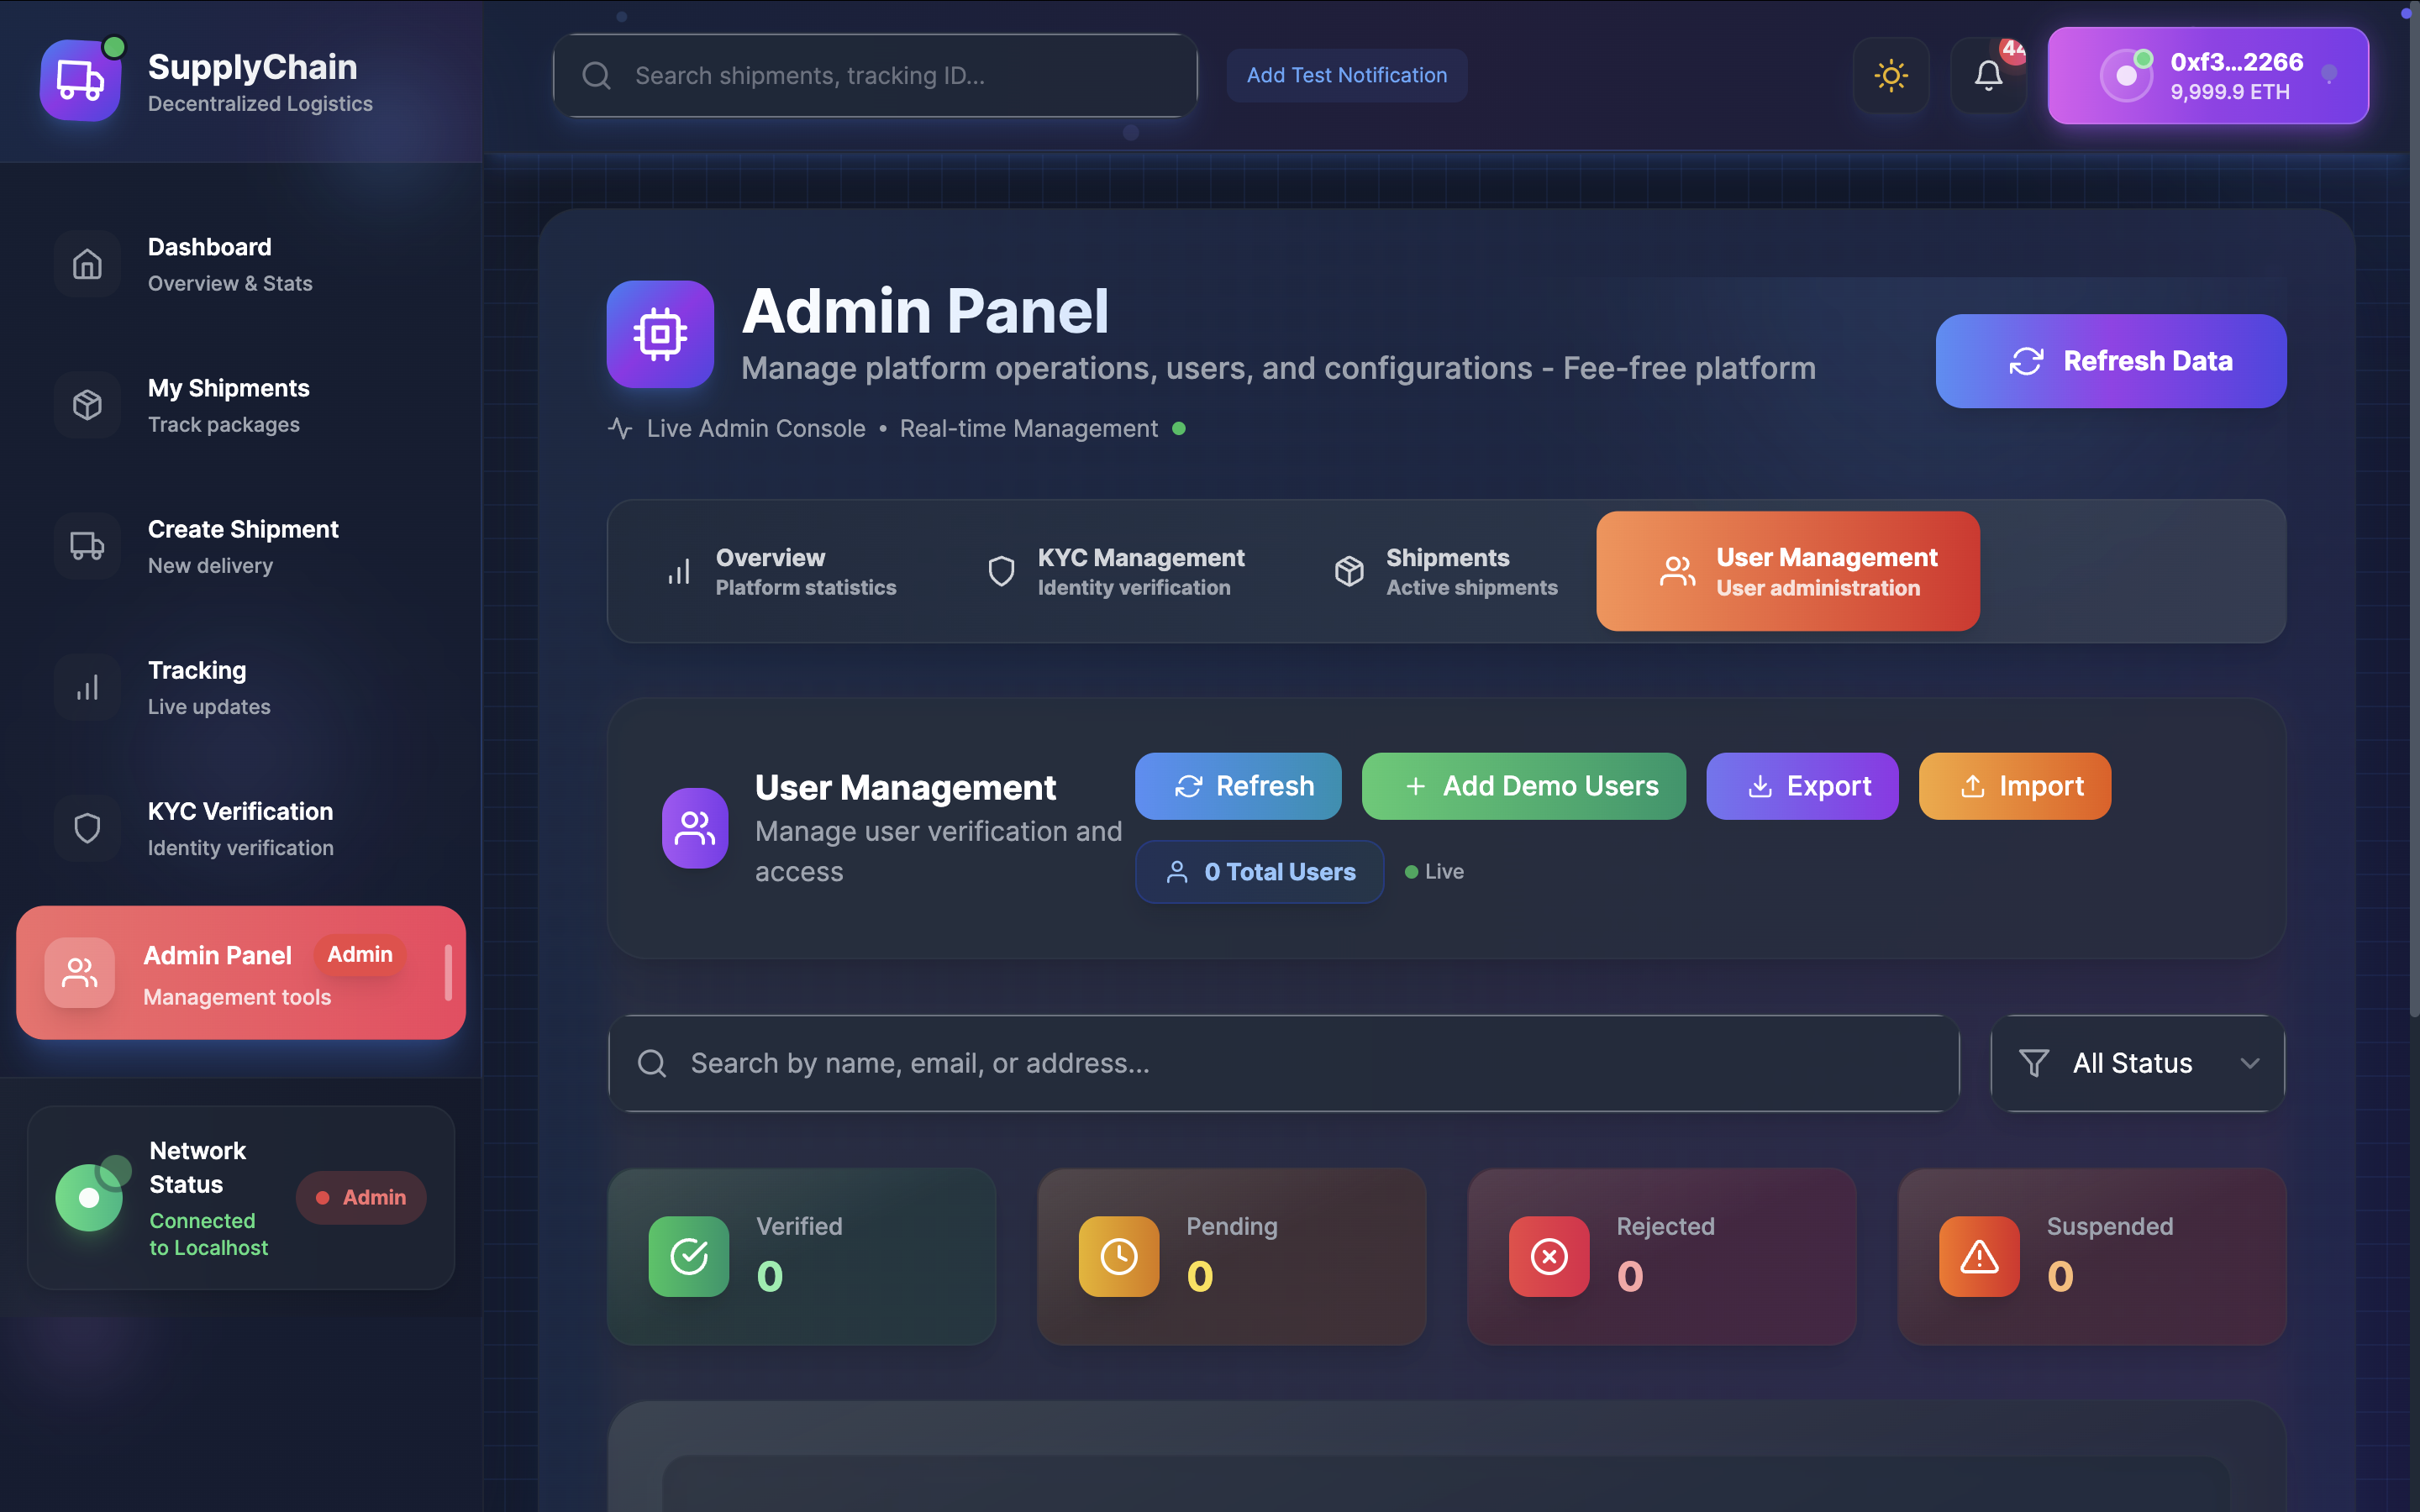 SupplyChain
Decentralized Logistics
Search shipments, tracking ID...
Add Test Notification
44
0xf3...2266
9,999.9 ETH
Dashboard
Overview & Stats
My Shipments
Track packages
Create Shipment
New delivery
Tracking
Live updates
KYC Verification
Identity verification
Admin Panel
Admin
Management tools
Network
Status
Connected
to Localhost
Admin
Admin Panel
Manage platform operations, users, and configurations - Fee-free platform
Live Admin Console • Real-time Management
Refresh Data
Overview
Platform statistics
KYC Management
Identity verification
Shipments
Active shipments
User Management
User administration
User Management
Manage user verification and
access
Refresh
Add Demo Users
Export
Import
0 Total Users
Live
Search by name, email, or address...
All Status
Verified
0
Pending
0
Rejected
0
Suspended
0